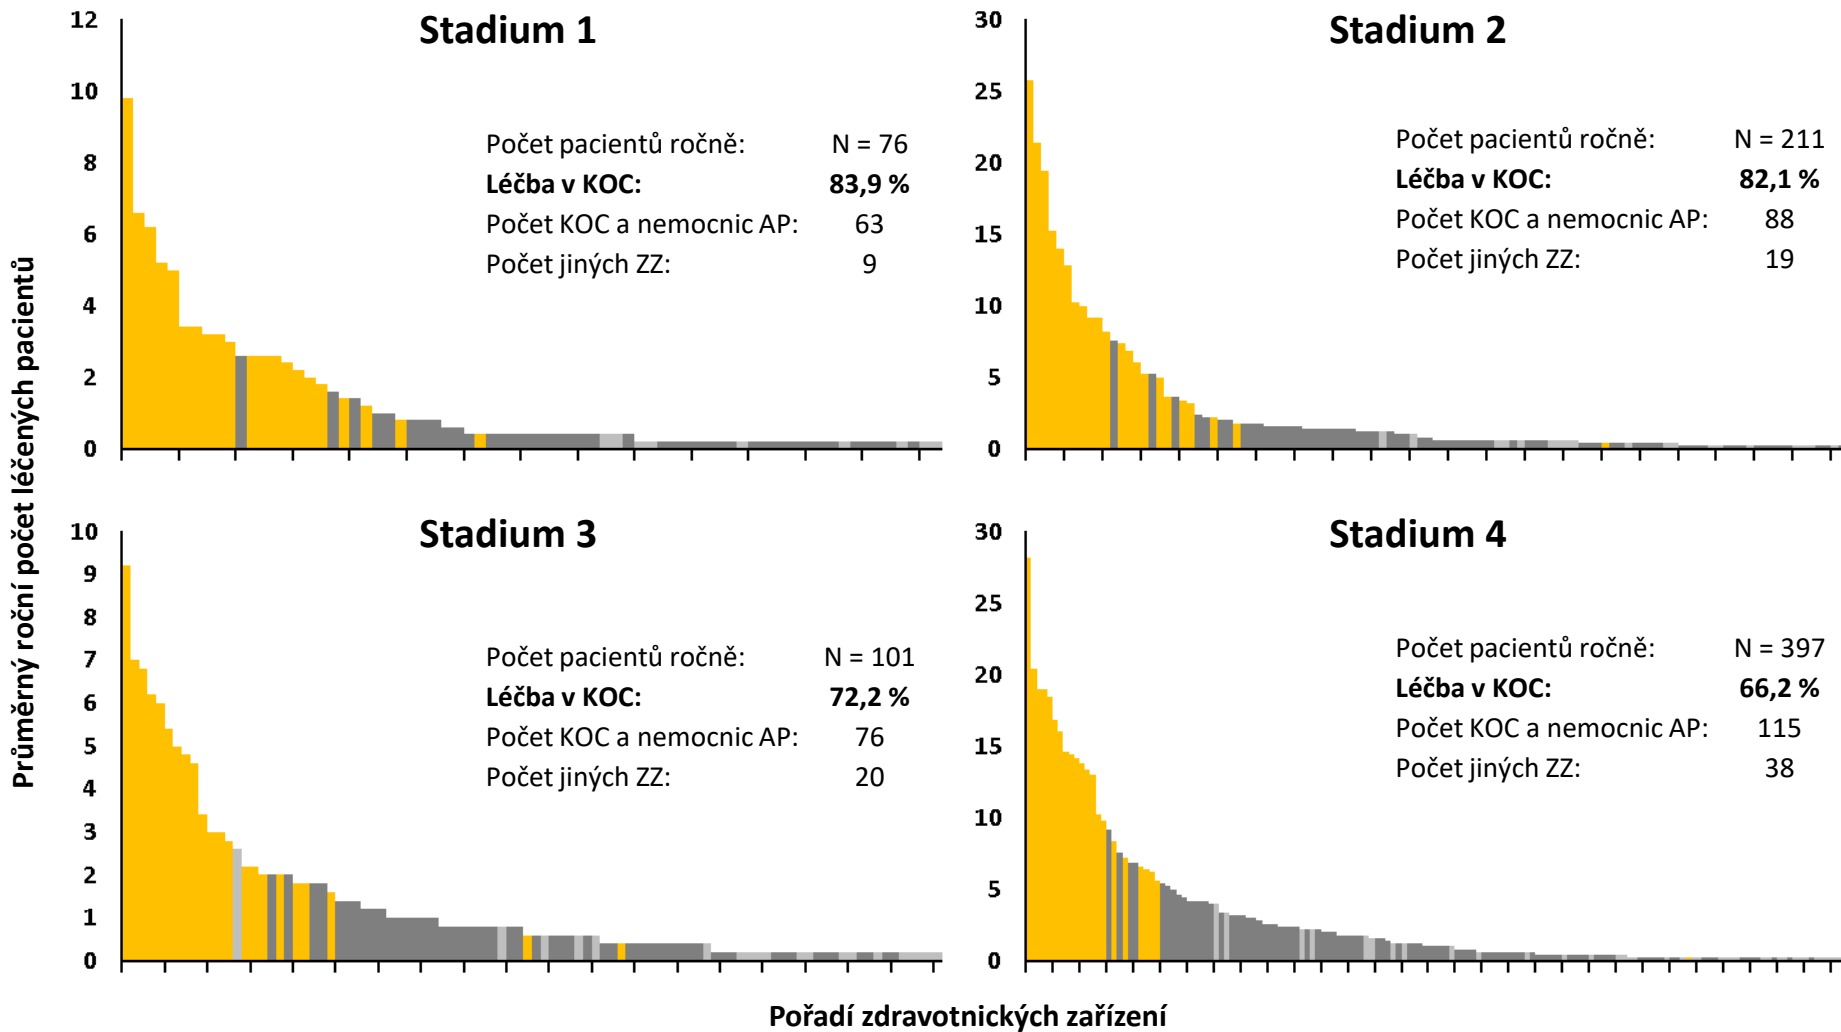 Průměrný roční počet léčených pacientů
Stadium 1
12
10
8
6
4
2
0
Počet pacientů ročně: N = 76
Léčba v KOC: 83,9 %
Počet KOC a nemocnic AP: 63
Počet jiných ZZ: 9
Stadium 2
30
25
20
15
10
5
0
Počet pacientů ročně: N = 211
Léčba v KOC: 82,1 %
Počet KOC a nemocnic AP: 88
Počet jiných ZZ: 19
Stadium 3
10
9
8
7
6
5
4
3
2
1
0
Počet pacientů ročně: N = 101
Léčba v KOC: 72,2 %
Počet KOC a nemocnic AP: 76
Počet jiných ZZ: 20
Stadium 4
30
25
20
15
10
5
0
Počet pacientů ročně: N = 397
Léčba v KOC: 66,2 %
Počet KOC a nemocnic AP: 115
Počet jiných ZZ: 38
Pořadí zdravotnických zařízení